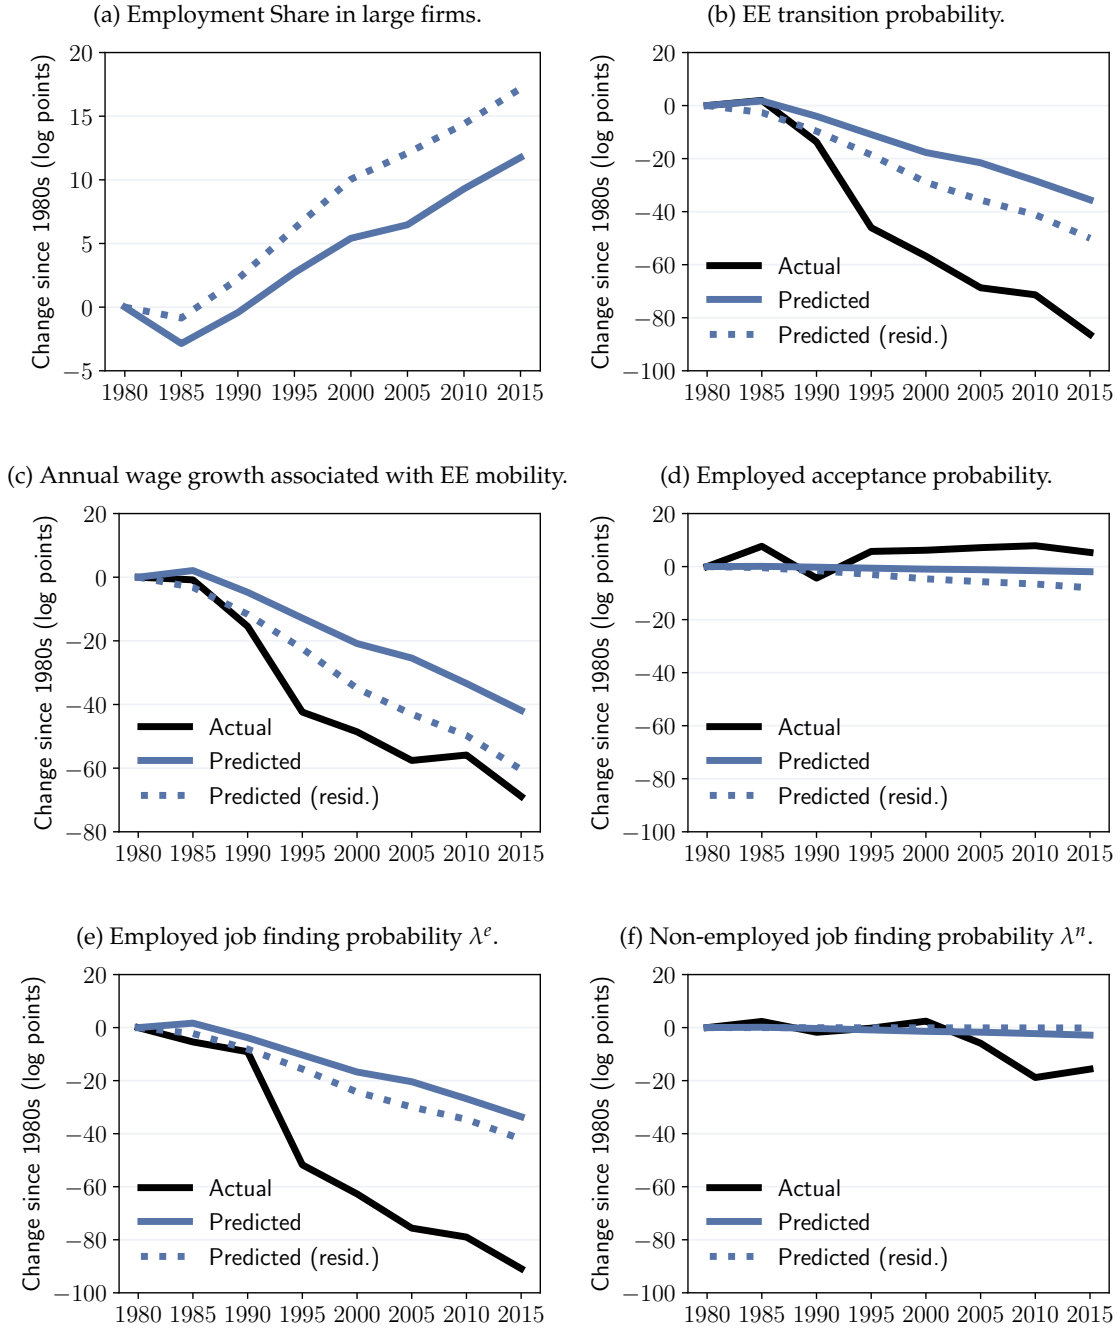 (a) Employment Share in large firms.
Change since 1980s (log points)
20
15
10
5
0
−5
1980 1985 1990 1995 2000 2005 2010 2015
(b) EE transition probability.
Change since 1980s (log points)
20
0
−20
−40
−60
−80
−100
Actual
Predicted
Predicted (resid.)
1980 1985 1990 1995 2000 2005 2010 2015
(c) Annual wage growth associated with EE mobility.
Change since 1980s (log points)
20
0
−20
−40
−60
−80
Actual
Predicted
Predicted (resid.)
1980 1985 1990 1995 2000 2005 2010 2015
(d) Employed acceptance probability.
Change since 1980s (log points)
20
0
−20
−40
−60
−80
−100
Actual
Predicted
Predicted (resid.)
1980 1985 1990 1995 2000 2005 2010 2015
(e) Employed job finding probability λᵉ.
Change since 1980s (log points)
20
0
−20
−40
−60
−80
−100
Actual
Predicted
Predicted (resid.)
1980 1985 1990 1995 2000 2005 2010 2015
(f) Non-employed job finding probability λⁿ.
Change since 1980s (log points)
20
0
−20
−40
−60
−80
−100
Actual
Predicted
Predicted (resid.)
1980 1985 1990 1995 2000 2005 2010 2015